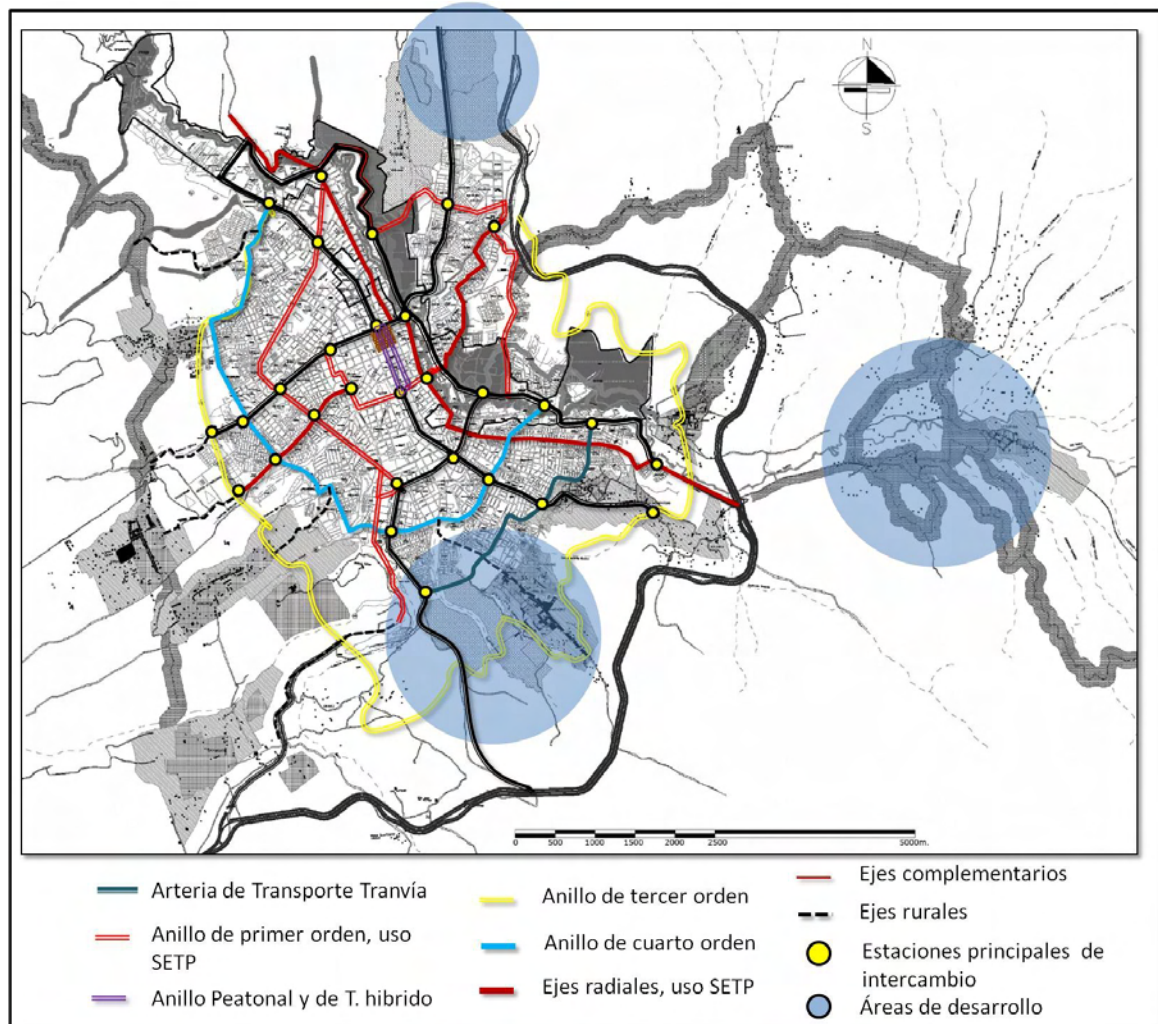 N
S
0 500 1000 1500 2000 2500 5000m.
Arteria de Transporte Tranvía
Anillo de primer orden, uso
SETP
Anillo Peatonal y de T. hibrido
Anillo de tercer orden
Anillo de cuarto orden
Ejes radiales, uso SETP
Ejes complementarios
Ejes rurales
Estaciones principales de
intercambio
Áreas de desarrollo